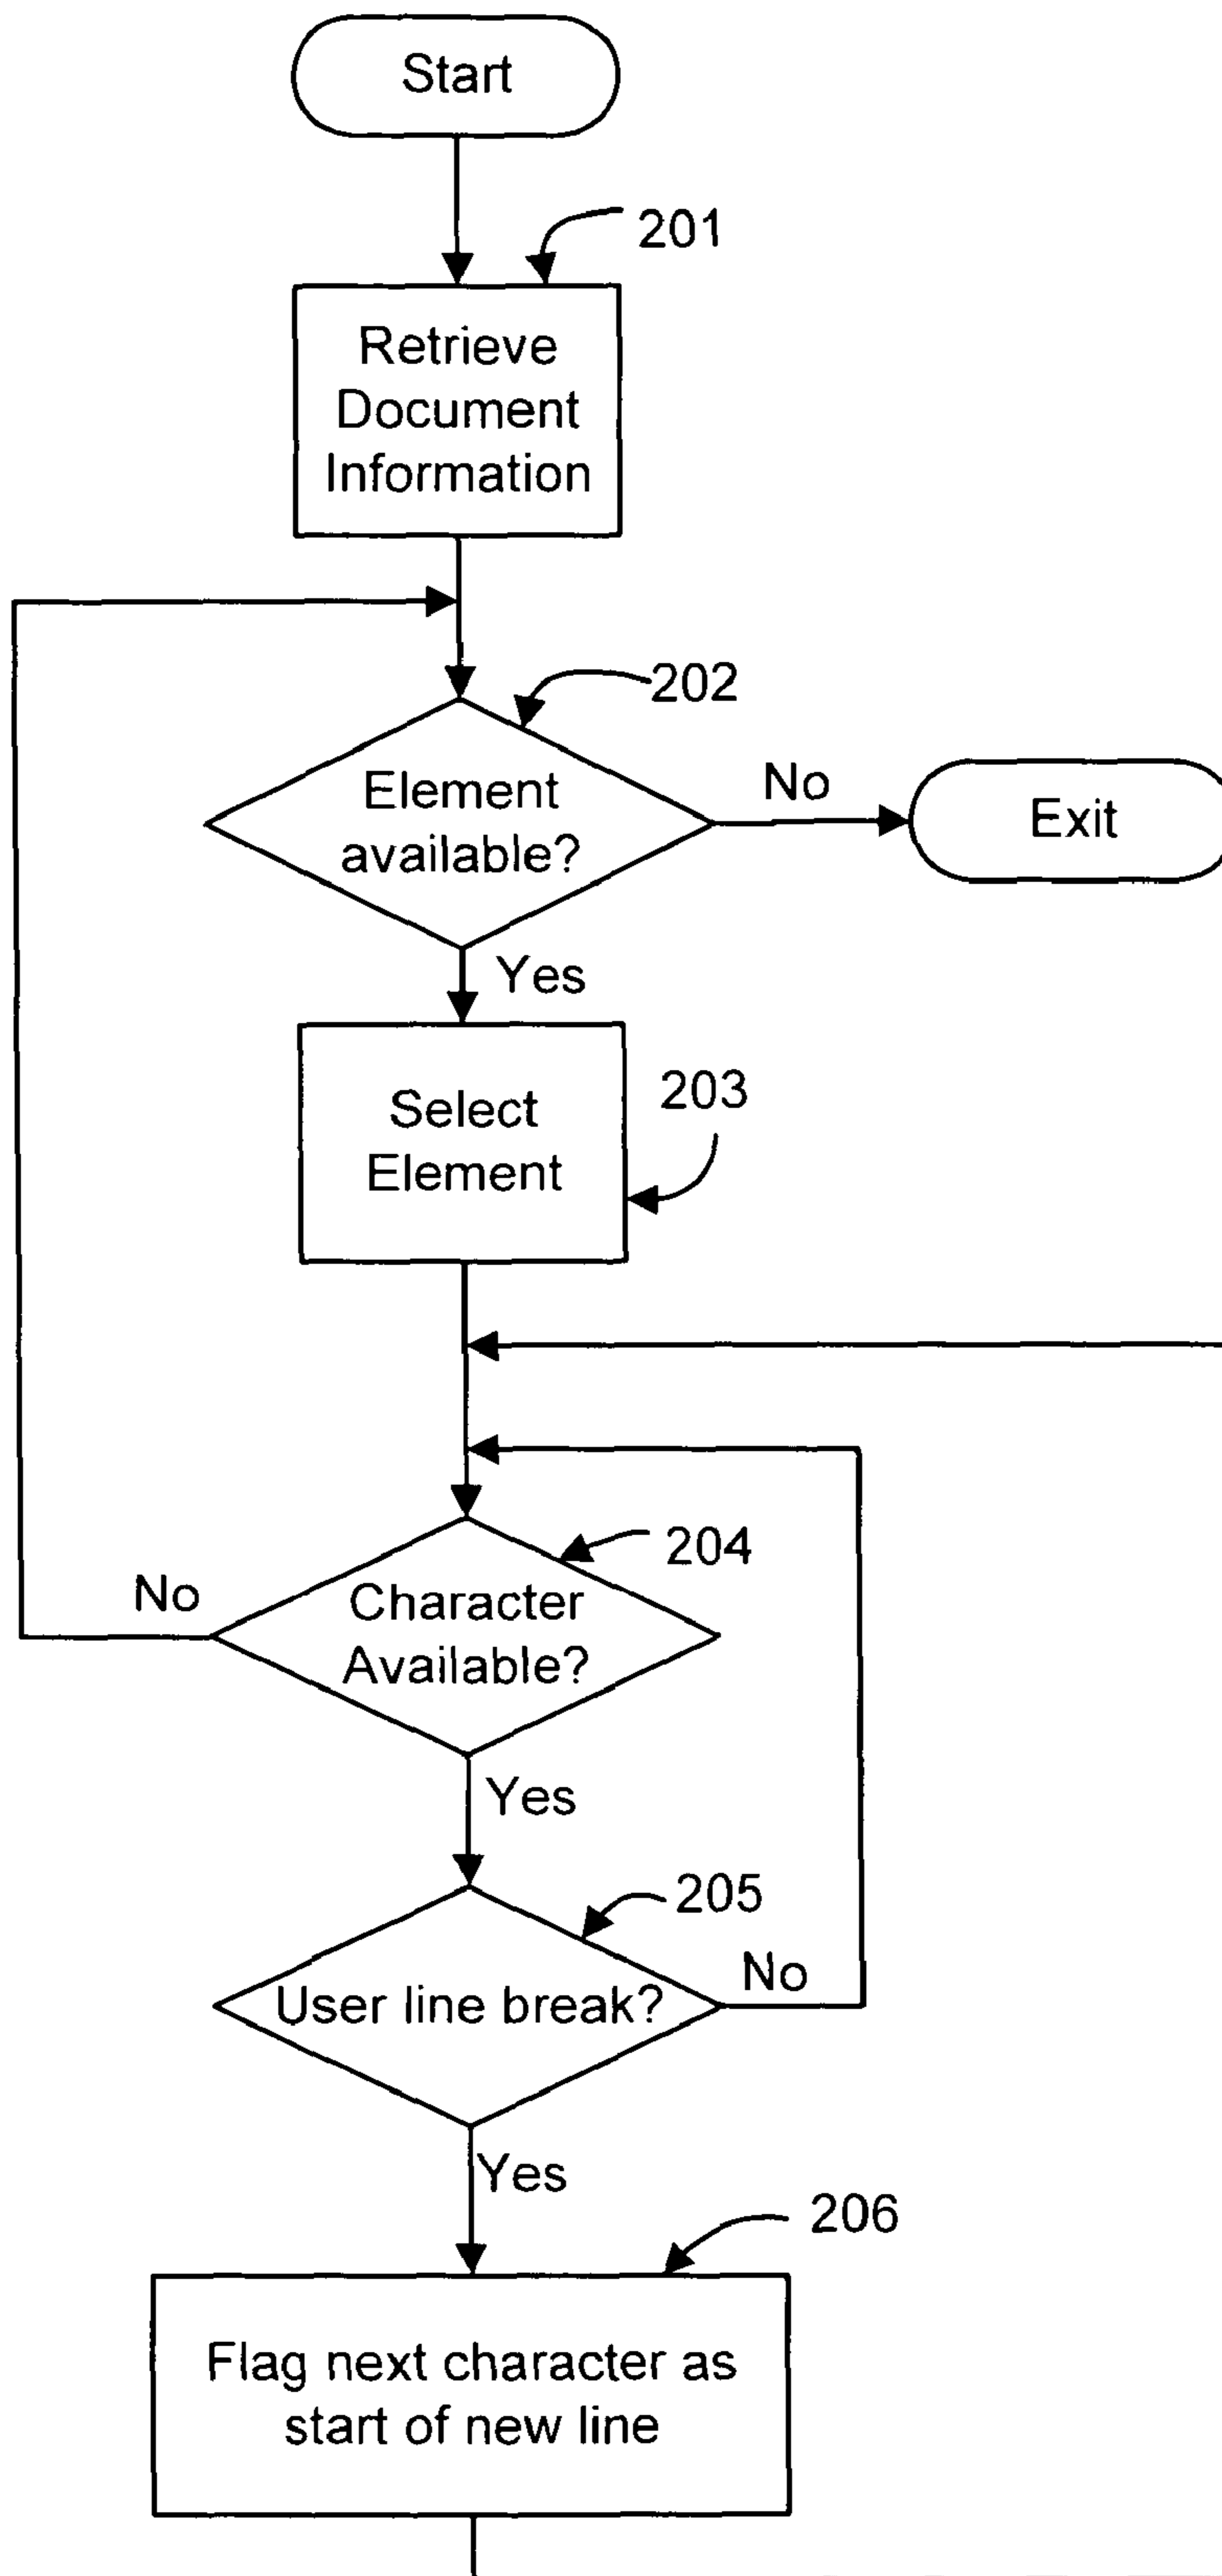 Start
201
Retrieve
Document
Information
202
Element
available?
No
Exit
Yes
Select
Element
203
204
No
Character
Available?
Yes
205
User line break?
No
Yes
206
Flag next character as
start of new line